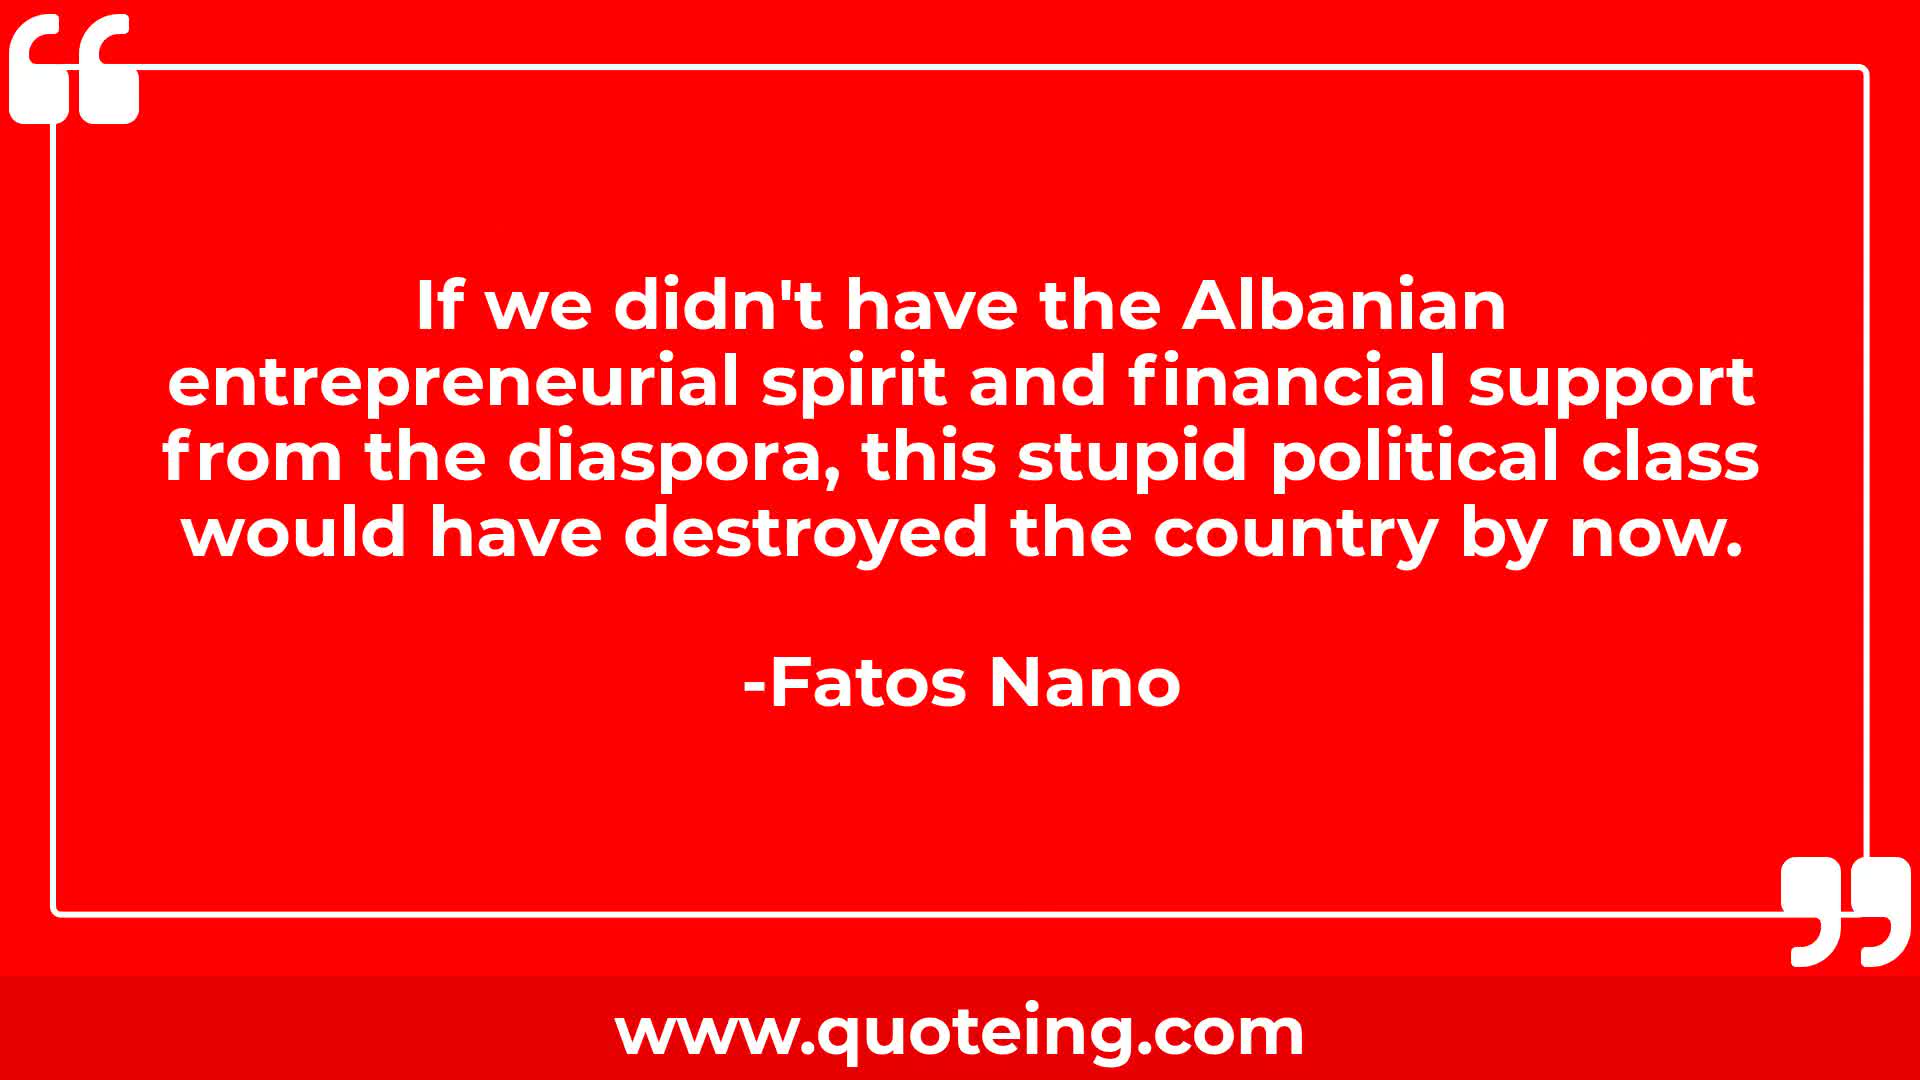 If we didn't have the Albanian
entrepreneurial spirit and financial support
from the diaspora, this stupid political class
would have destroyed the country by now.
-Fatos Nano
www.quoteing.com